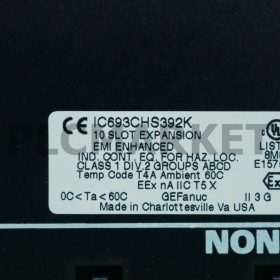 CE IC693CHS392K
10 SLOT EXPANSION
EMI ENHANCED
IND. CONT. EQ. FOR HAZ. LOC.
CLASS 1 DIV 2 GROUPS ABCD
Temp Code T4A Ambient 60C
EEx nA IIC T5 X
0C<Ta<60C GEFanuc II 3 G
Made in Charlottesville Va USA
UL
LIST
Ex
NON